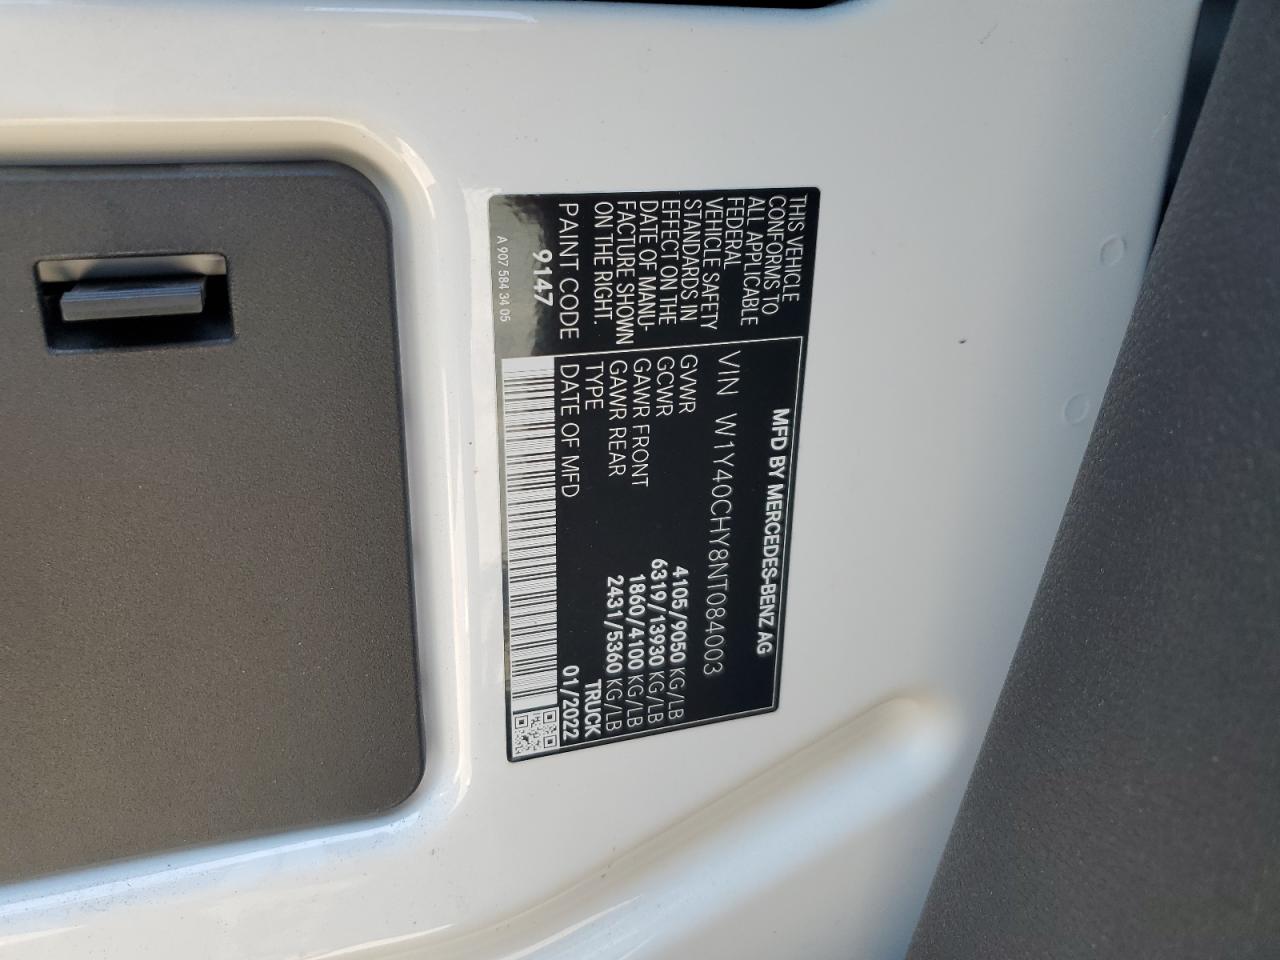 MFD BY MERCEDES-BENZ AG
VIN W1Y40CHY8NT084003
GVWR 4105/9050 KG/LB
GCWR 6319/13930 KG/LB
GAWR FRONT 1860/4100 KG/LB
GAWR REAR 2431/5360 KG/LB
TYPE TRUCK
DATE OF MFD 01/2022
THIS VEHICLE
CONFORMS TO
ALL APPLICABLE
FEDERAL
VEHICLE SAFETY
STANDARDS IN
EFFECT ON THE
DATE OF MANU-
FACTURE SHOWN
ON THE RIGHT.
PAINT CODE
9147
A 907 584 34 05